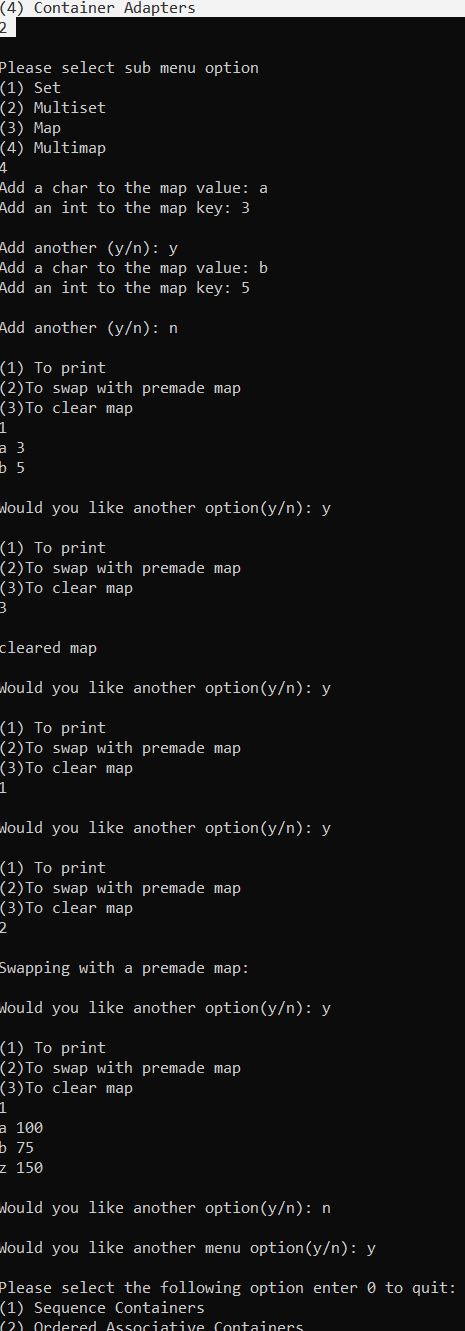 (4) Container Adapters
2
Please select sub menu option
(1) Set
(2) Multiset
(3) Map
(4) Multimap
4
Add a char to the map value: a
Add an int to the map key: 3
Add another (y/n): y
Add a char to the map value: b
Add an int to the map key: 5
Add another (y/n): n
(1) To print
(2)To swap with premade map
(3)To clear map
1
a 3
b 5
Would you like another option(y/n): y
(1) To print
(2)To swap with premade map
(3)To clear map
3
cleared map
Would you like another option(y/n): y
(1) To print
(2)To swap with premade map
(3)To clear map
1
Would you like another option(y/n): y
(1) To print
(2)To swap with premade map
(3)To clear map
2
Swapping with a premade map:
Would you like another option(y/n): y
(1) To print
(2)To swap with premade map
(3)To clear map
1
a 100
b 75
z 150
Would you like another option(y/n): n
Would you like another menu option(y/n): y
Please select the following option enter 0 to quit:
(1) Sequence Containers
(2) Ordered Associative Containers